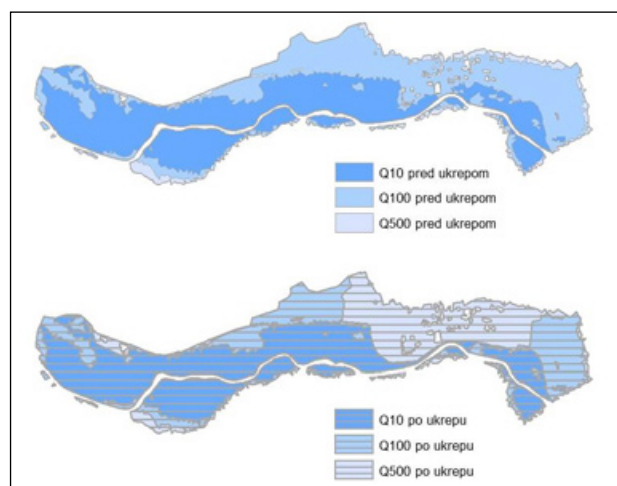 Q10 pred ukrepom
Q100 pred ukrepom
Q500 pred ukrepom
Q10 po ukrepu
Q100 po ukrepu
Q500 po ukrepu